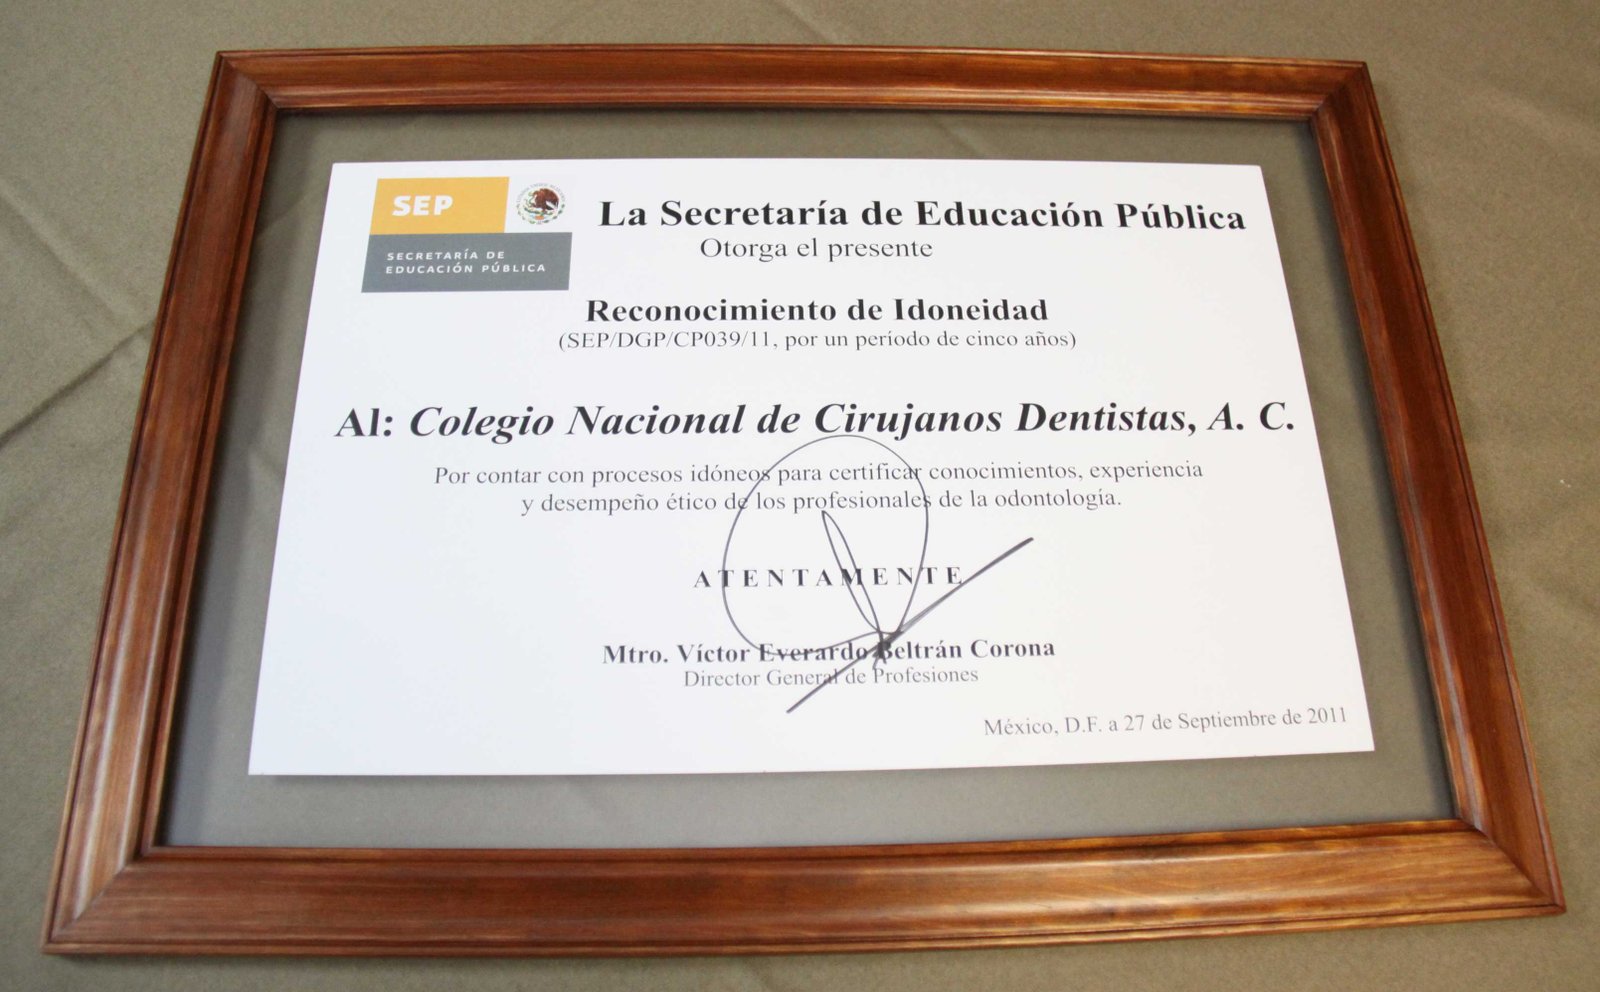 SEP
SECRETARÍA DE
EDUCACIÓN PÚBLICA
La Secretaría de Educación Pública
Otorga el presente
Reconocimiento de Idoneidad
(SEP/DGP/CP039/11, por un período de cinco años)
Al: Colegio Nacional de Cirujanos Dentistas, A. C.
Por contar con procesos idóneos para certificar conocimientos, experiencia
y desempeño ético de los profesionales de la odontología.
ATENTAMENTE
Mtro. Víctor Everardo Beltrán Corona
Director General de Profesiones
México, D.F. a 27 de Septiembre de 2011